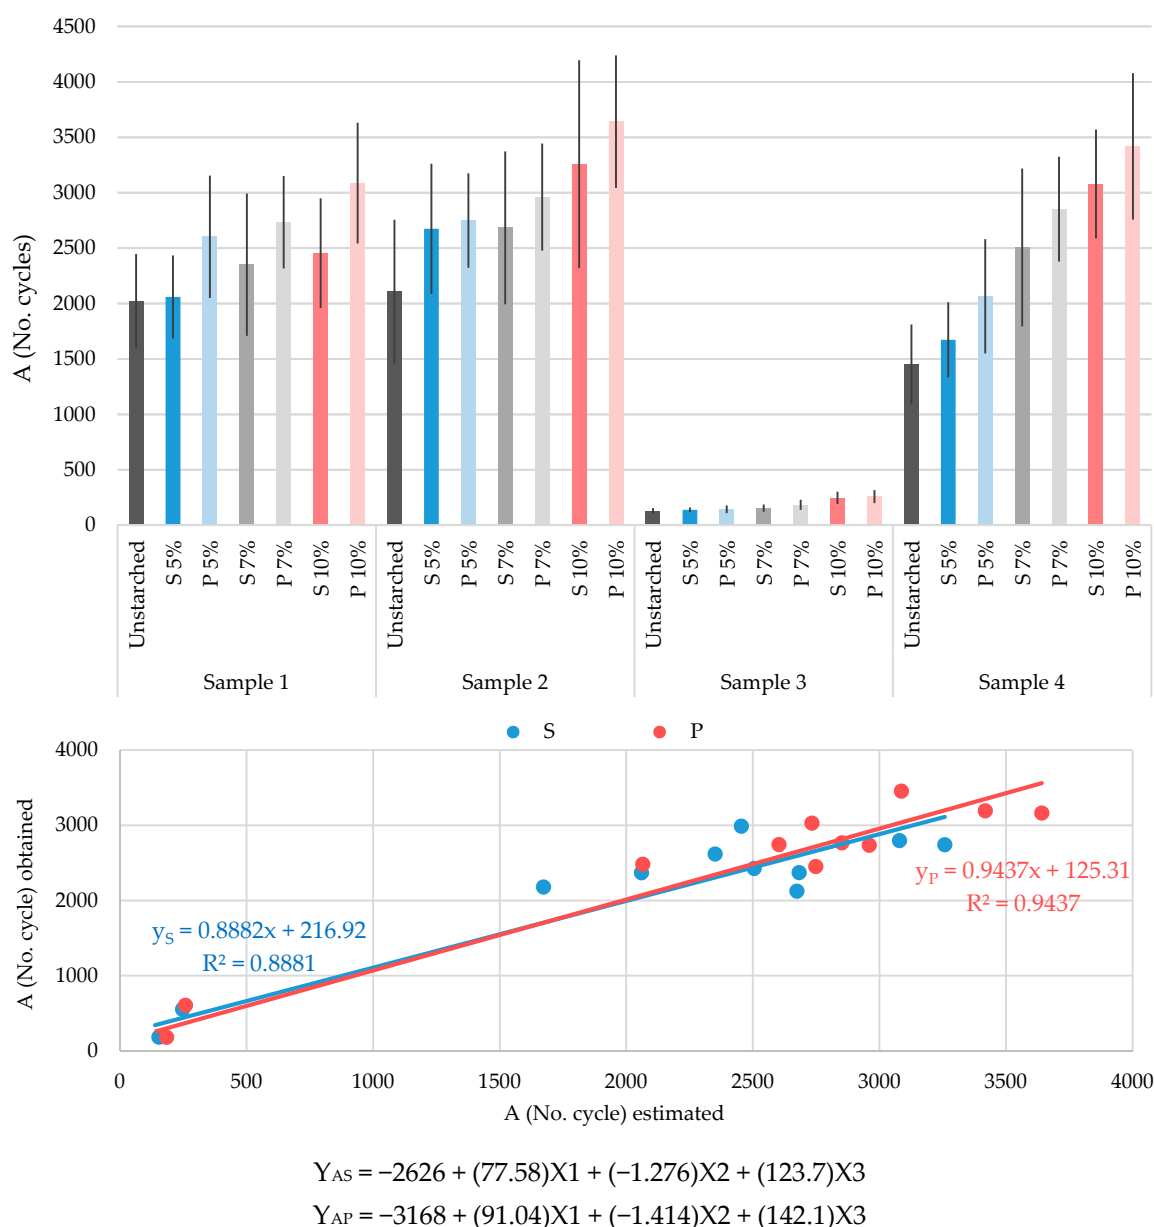 4500
4000
3500
3000
2500
2000
1500
1000
500
0
A (No. cycles)
Unstarched S 5% P 5% S 7% P 7% S 10% P 10% Unstarched S 5% P 5% S 7% P 7% S 10% P 10% Unstarched S 5% P 5% S 7% P 7% S 10% P 10% Unstarched S 5% P 5% S 7% P 7% S 10% P 10%
Sample 1 Sample 2 Sample 3 Sample 4
S P
4000
3000
2000
1000
0
A (No. cycle) obtained
yP = 0.9437x + 125.31
R² = 0.9437
yS = 0.8882x + 216.92
R² = 0.8881
0 500 1000 1500 2000 2500 3000 3500 4000
A (No. cycle) estimated
YAS = −2626 + (77.58)X1 + (−1.276)X2 + (123.7)X3
YAP = −3168 + (91.04)X1 + (−1.414)X2 + (142.1)X3